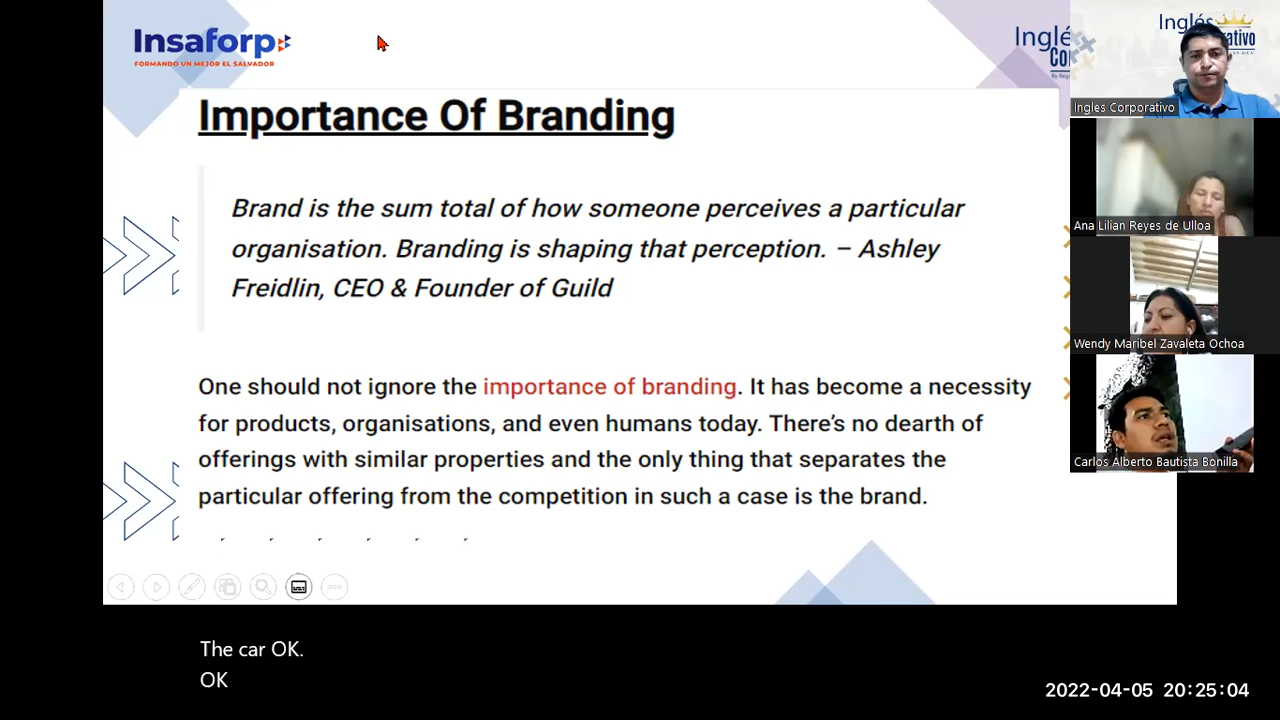 Insaforp
FORMANDO UN MEJOR EL SALVADOR
Inglé
Co
By Reg
Inglés
rativo
Ingles Corporativo
Importance Of Branding
Brand is the sum total of how someone perceives a particular
organisation. Branding is shaping that perception. – Ashley
Freidlin, CEO & Founder of Guild
One should not ignore the importance of branding. It has become a necessity
for products, organisations, and even humans today. There’s no dearth of
offerings with similar properties and the only thing that separates the
particular offering from the competition in such a case is the brand.
Ana Lilian Reyes de Ulloa
Wendy Maribel Zavaleta Ochoa
Carlos Alberto Bautista Bonilla
The car OK.
OK
2022-04-05 20:25:04